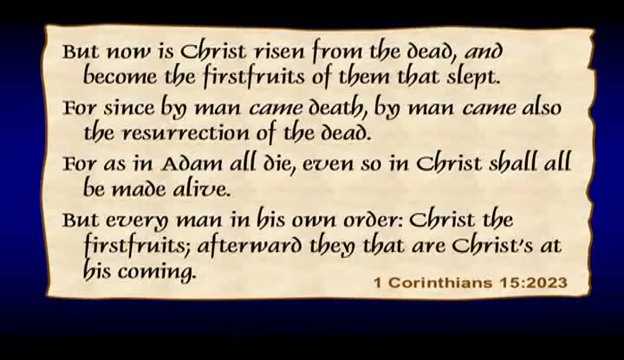 But now is Christ risen from the dead, and
become the firstfruits of them that slept.
For since by man came death, by man came also
the resurrection of the dead.
For as in Adam all die, even so in Christ shall all
be made alive.
But every man in his own order: Christ the
firstfruits; afterward they that are Christ's at
his coming.
1 Corinthians 15:2023